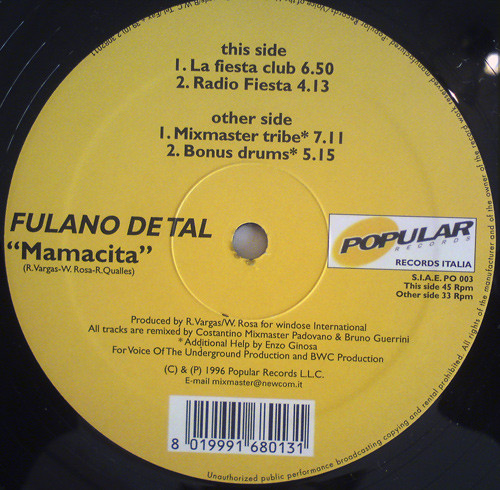 this side
1. La fiesta club 6.50
2. Radio Fiesta 4.13
other side
1. Mixmaster tribe* 7.11
2. Bonus drums* 5.15
FULANO DE TAL
"Mamacita"
(R.Vargas-W. Rosa-R.Qualles)
POPULAR
RECORDS
RECORDS ITALIA
S.I.A.E. PO 003
This side 45 Rpm
Other side 33 Rpm
Produced by R.Vargas/W. Rosa for windose International
All tracks are remixed by Costantino Mixmaster Padovano & Bruno Guerrini
* Additional Help by Enzo Ginosa
For Voice Of The Underground Production and BWC Production
(C) & (P) 1996 Popular Records L.L.C.
E-mail mixmaster@newcom.it
8 019991 680131
Unauthorized public performance broadcasting copying and rental prohibited. All rights of the manufacturer and of the owner of the recorded work reserved